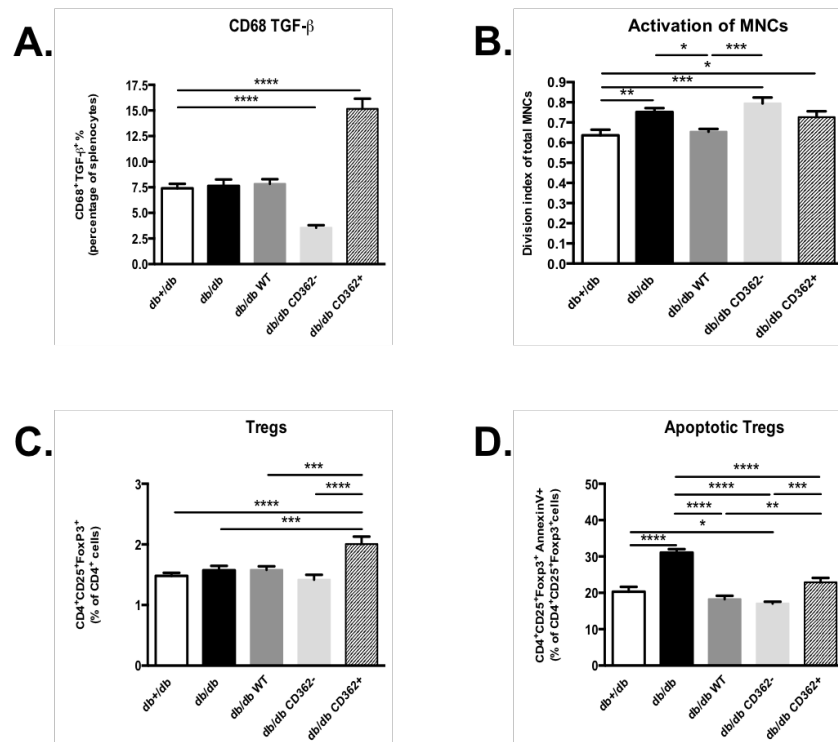 A.
CD68 TGF-β
****
****
17.5
15.0
12.5
10.0
7.5
5.0
2.5
0.0
CD68⁺TGF-β⁺ %
(percentage of splenocytes)
db+/db
db/db
db/db WT
db/db CD362-
db/db CD362+
B.
Activation of MNCs
* ***
*
***
**
0.9
0.8
0.7
0.6
0.5
0.4
0.3
0.2
0.1
0.0
Division index of total MNCs
db+/db
db/db
db/db WT
db/db CD362-
db/db CD362+
C.
Tregs
***
****
****
***
3
2
1
0
CD4⁺CD25⁺FoxP3⁺
(% of CD4⁺ cells)
db+/db
db/db
db/db WT
db/db CD362-
db/db CD362+
D.
Apoptotic Tregs
****
**** ***
**** **
*
****
50
40
30
20
10
0
CD4⁺CD25⁺Foxp3⁺ AnnexinV+
(% of CD4⁺CD25⁺Foxp3⁺cells)
db+/db
db/db
db/db WT
db/db CD362-
db/db CD362+